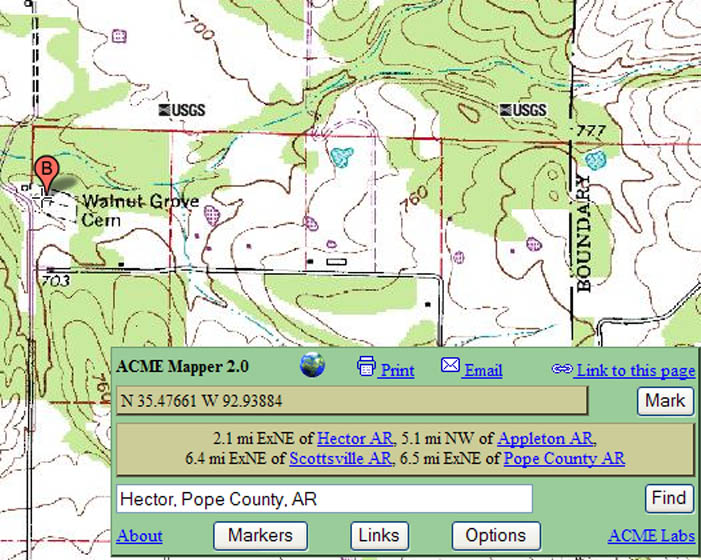 700
USGS
USGS
777
B
Walnut Grove
Cem
760
BOUNDARY
703
760
ACME Mapper 2.0
Print
Email
Link to this page
N 35.47661 W 92.93884
Mark
2.1 mi ExNE of Hector AR, 5.1 mi NW of Appleton AR,
6.4 mi ExNE of Scottsville AR, 6.5 mi ExNE of Pope County AR
Hector, Pope County, AR
Find
About
Markers
Links
Options
ACME Labs